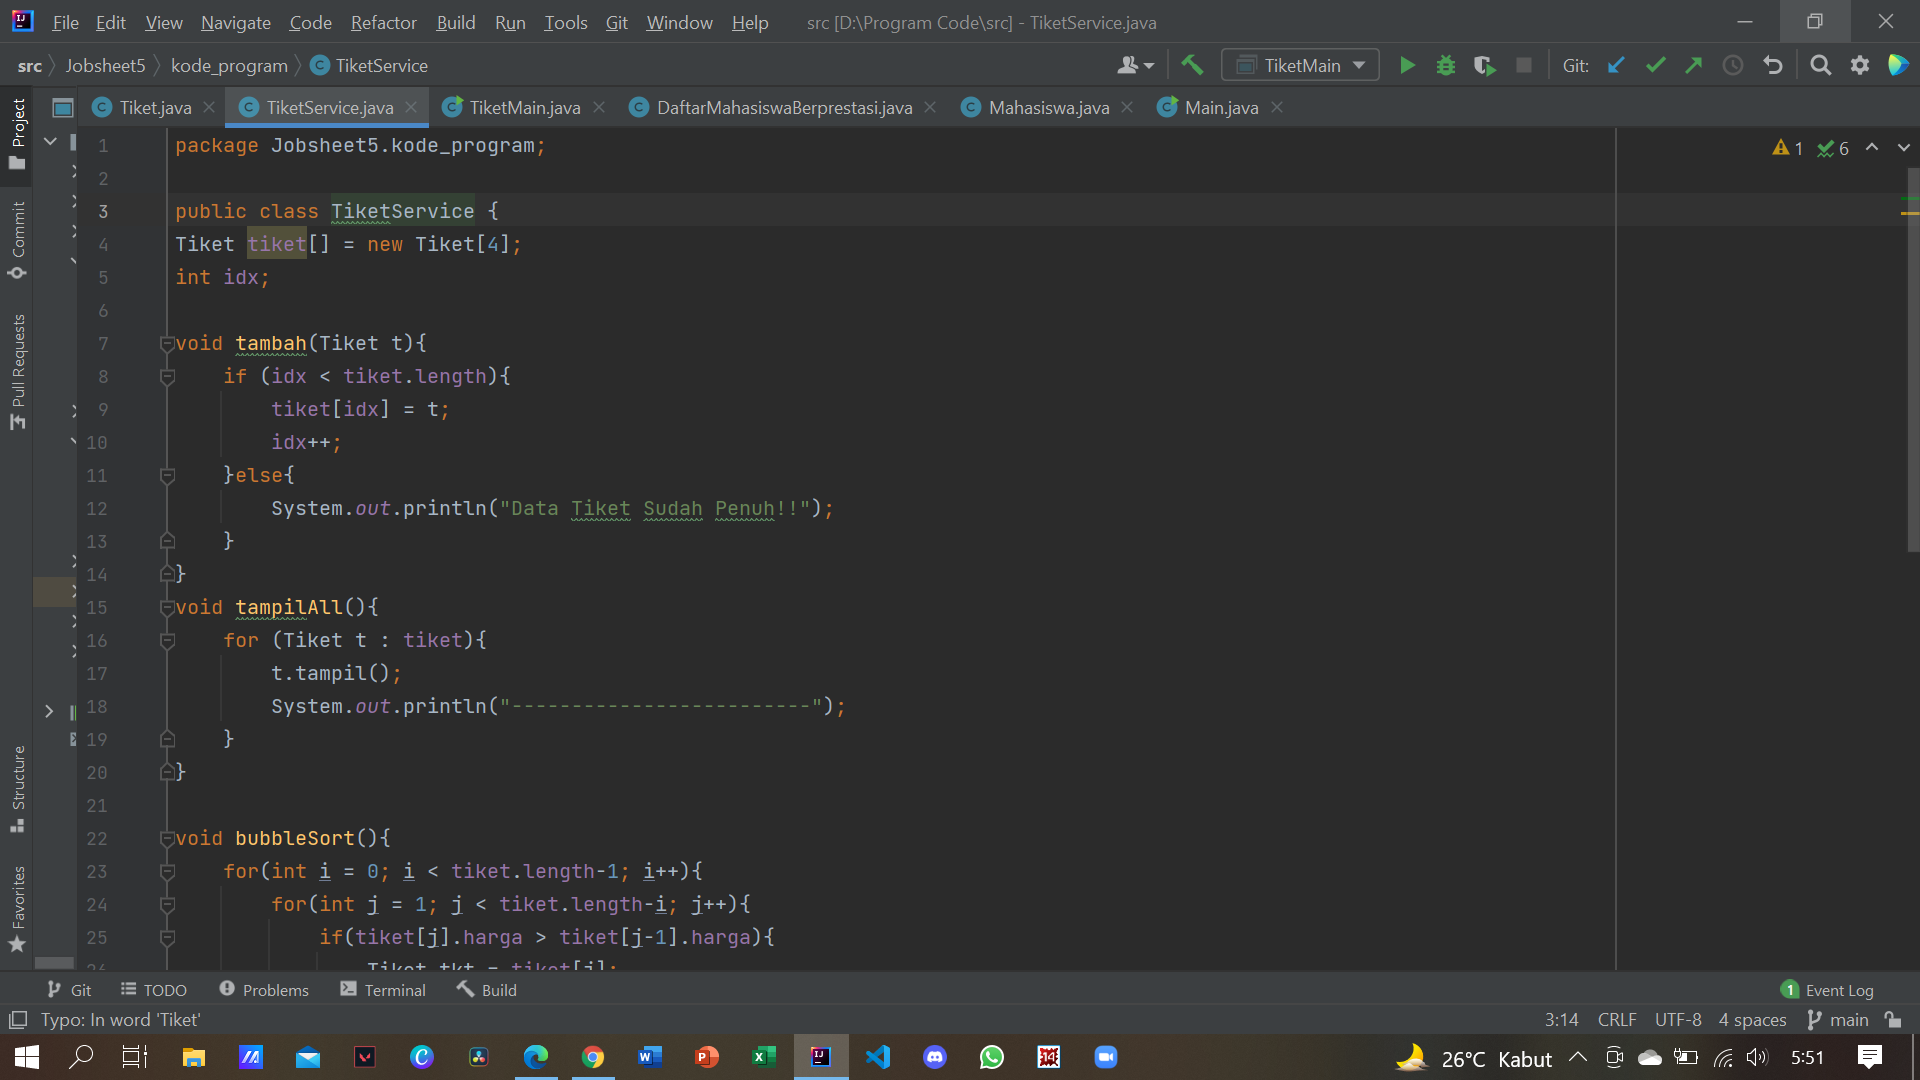 File Edit View Navigate Code Refactor Build Run Tools Git Window Help src [D:\Program Code\src] - TiketService.java
src Jobsheet5 kode_program TiketService TiketMain Git:
Tiket.java TiketService.java TiketMain.java DaftarMahasiswaBerprestasi.java Mahasiswa.java Main.java
Project
Commit
Pull Requests
Structure
Favorites
1 package Jobsheet5.kode_program;
2
3 public class TiketService {
4 Tiket tiket[] = new Tiket[4];
5 int idx;
6
7 void tambah(Tiket t){
8 if (idx < tiket.length){
9 tiket[idx] = t;
10 idx++;
11 }else{
12 System.out.println("Data Tiket Sudah Penuh!!");
13 }
14 }
15 void tampilAll(){
16 for (Tiket t : tiket){
17 t.tampil();
18 System.out.println("-------------------------");
19 }
20 }
21
22 void bubbleSort(){
23 for(int i = 0; i < tiket.length-1; i++){
24 for(int j = 1; j < tiket.length-i; j++){
25 if(tiket[j].harga > tiket[j-1].harga){
26 Tiket tkt = tiket[j];
1 6
Git TODO Problems Terminal Build 1 Event Log
Typo: In word 'Tiket' 3:14 CRLF UTF-8 4 spaces main
26°C Kabut 5:51